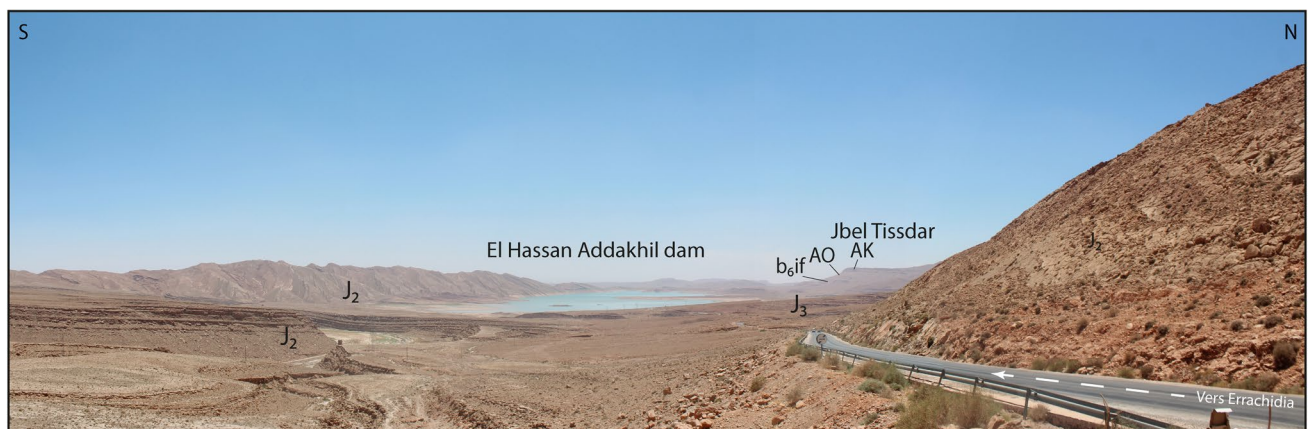 S
N
Jbel Tissdar
El Hassan Addakhil dam
AO
AK
b₆if
J₂
J₂
J₂
J₃
Vers Errachidia